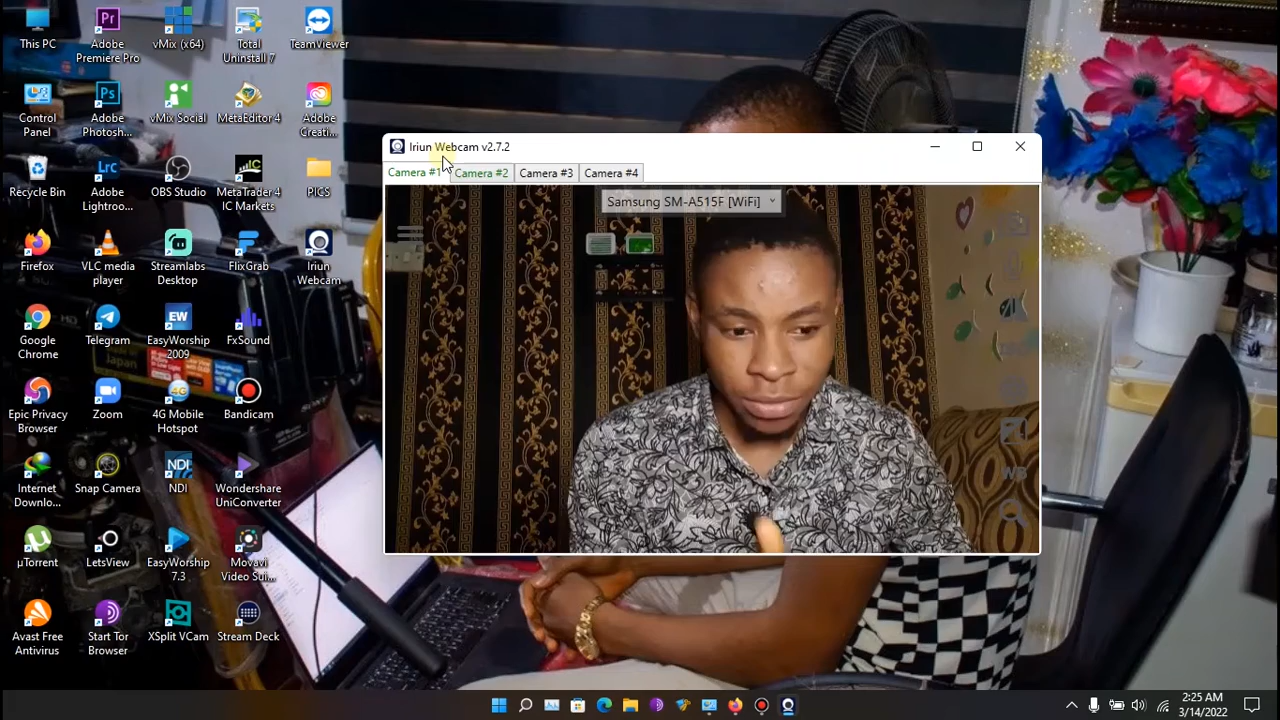 This PC
Adobe
Premiere Pro
vMix (x64)
Total
Uninstall 7
TeamViewer
Control
Panel
Adobe
Photosh...
vMix Social
MetaEditor 4
Adobe
Creati...
Recycle Bin
Adobe
Lightroo...
OBS Studio
MetaTrader 4
IC Markets
PICS
Firefox
VLC media
player
Streamlabs
Desktop
FlixGrab
Iriun
Webcam
Google
Chrome
Telegram
EasyWorship
2009
FxSound
Epic Privacy
Browser
Zoom
4G Mobile
Hotspot
Bandicam
Internet
Downlo...
Snap Camera
NDI
Wondershare
UniConverter
µTorrent
LetsView
EasyWorship
7.3
Movavi
Video Sui...
Avast Free
Antivirus
Start Tor
Browser
XSplit VCam
Stream Deck
Iriun Webcam v2.7.2
Camera #1 Camera #2 Camera #3 Camera #4
Samsung SM-A515F [WiFi]
WB
2:25 AM
3/14/2022